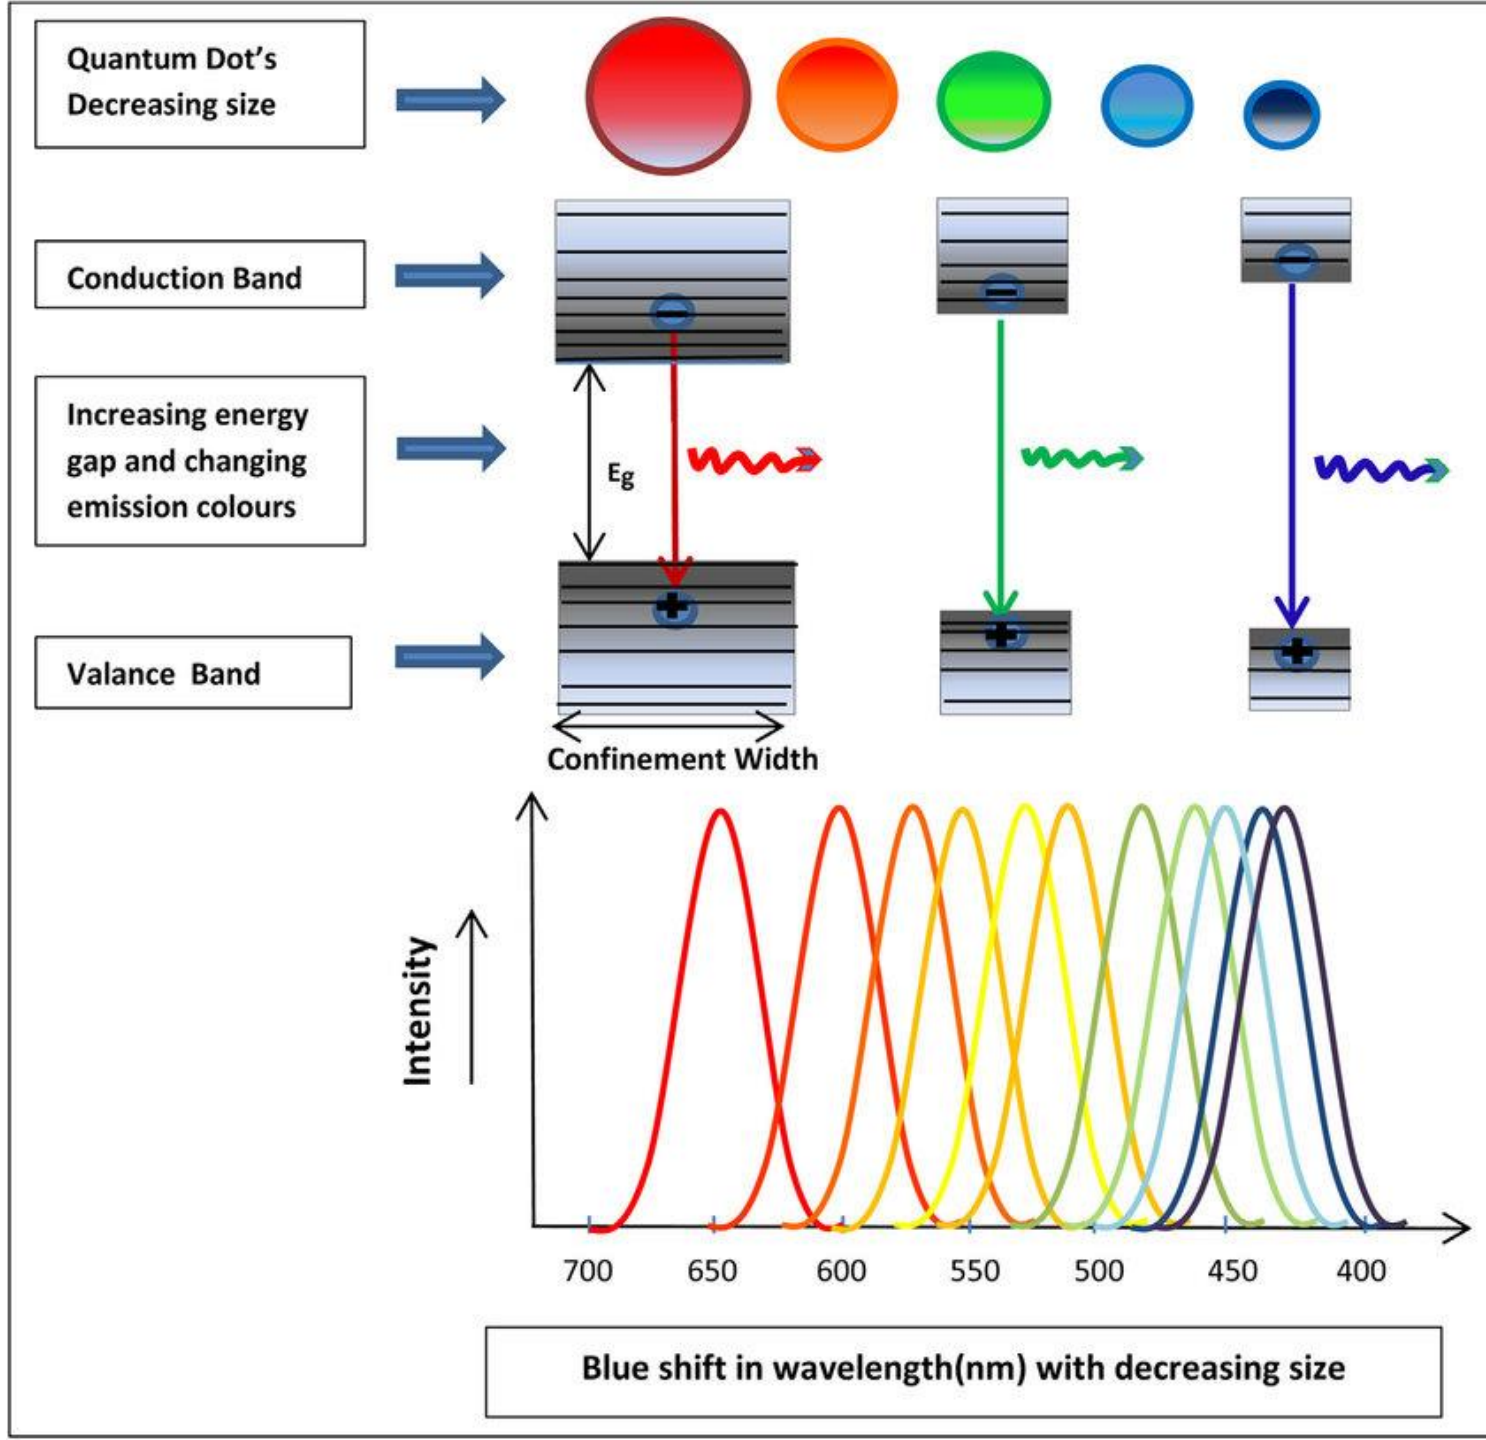 Quantum Dot's
Decreasing size
Conduction Band
Increasing energy
gap and changing
emission colours
Eg
Valance Band
Confinement Width
Intensity
700 650 600 550 500 450 400
Blue shift in wavelength(nm) with decreasing size